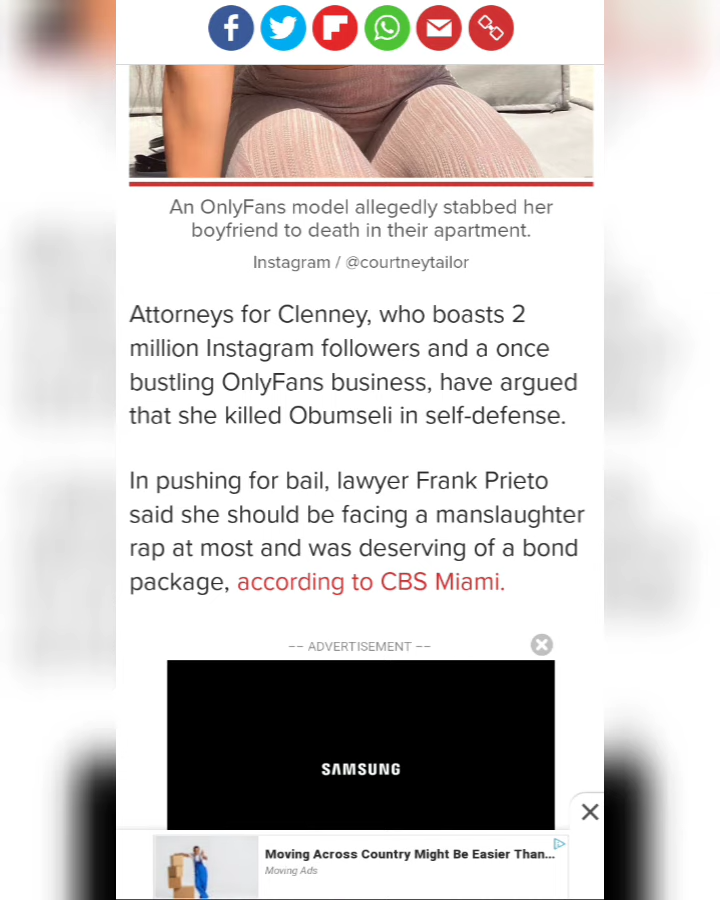 An OnlyFans model allegedly stabbed her
boyfriend to death in their apartment.
Instagram / @courtneytailor
Attorneys for Clenney, who boasts 2
million Instagram followers and a once
bustling OnlyFans business, have argued
that she killed Obumseli in self-defense.
In pushing for bail, lawyer Frank Prieto
said she should be facing a manslaughter
rap at most and was deserving of a bond
package, according to CBS Miami.
-- ADVERTISEMENT --
SAMSUNG
Moving Across Country Might Be Easier Than...
Moving Ads